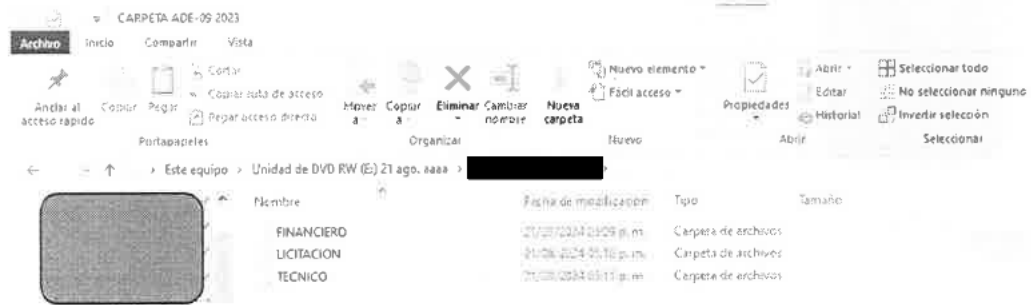 CARPETA ADE-09 2023
Archivo Inicio Compartir Vista
Anclar al acceso rápido
Copiar
Pegar
Cortar
Copiar ruta de acceso
Pegar acceso directo
Portapapeles
Mover a
Copiar a
Eliminar
Cambiar nombre
Organizar
Nueva carpeta
Nuevo elemento
Fácil acceso
Nuevo
Propiedades
Abrir
Editar
Historial
Abrir
Seleccionar todo
No seleccionar ninguno
Invertir selección
Seleccionar
Este equipo > Unidad de DVD RW (E:) 21 ago. aaaa >
Nombre Fecha de modificación Tipo Tamaño
FINANCIERO p. m. Carpeta de archivos
LICITACION p. m. Carpeta de archivos
TECNICO p. m. Carpeta de archivos